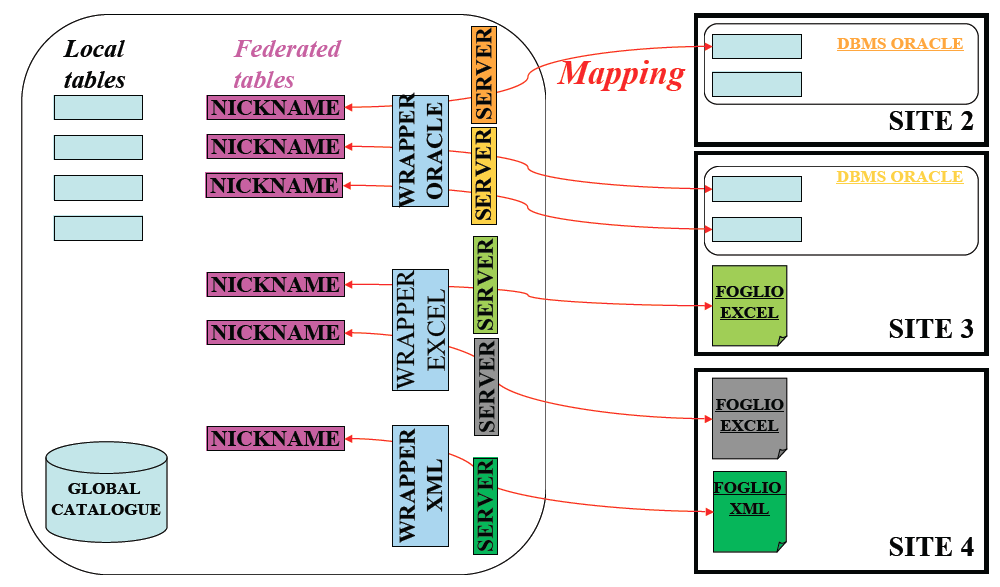 Local
tables
Federated
tables
NICKNAME
NICKNAME
NICKNAME
NICKNAME
NICKNAME
NICKNAME
GLOBAL
CATALOGUE
WRAPPER
ORACLE
WRAPPER
EXCEL
WRAPPER
XML
SERVER
SERVER
SERVER
SERVER
SERVER
Mapping
DBMS ORACLE
SITE 2
DBMS ORACLE
FOGLIO
EXCEL
SITE 3
FOGLIO
EXCEL
FOGLIO
XML
SITE 4